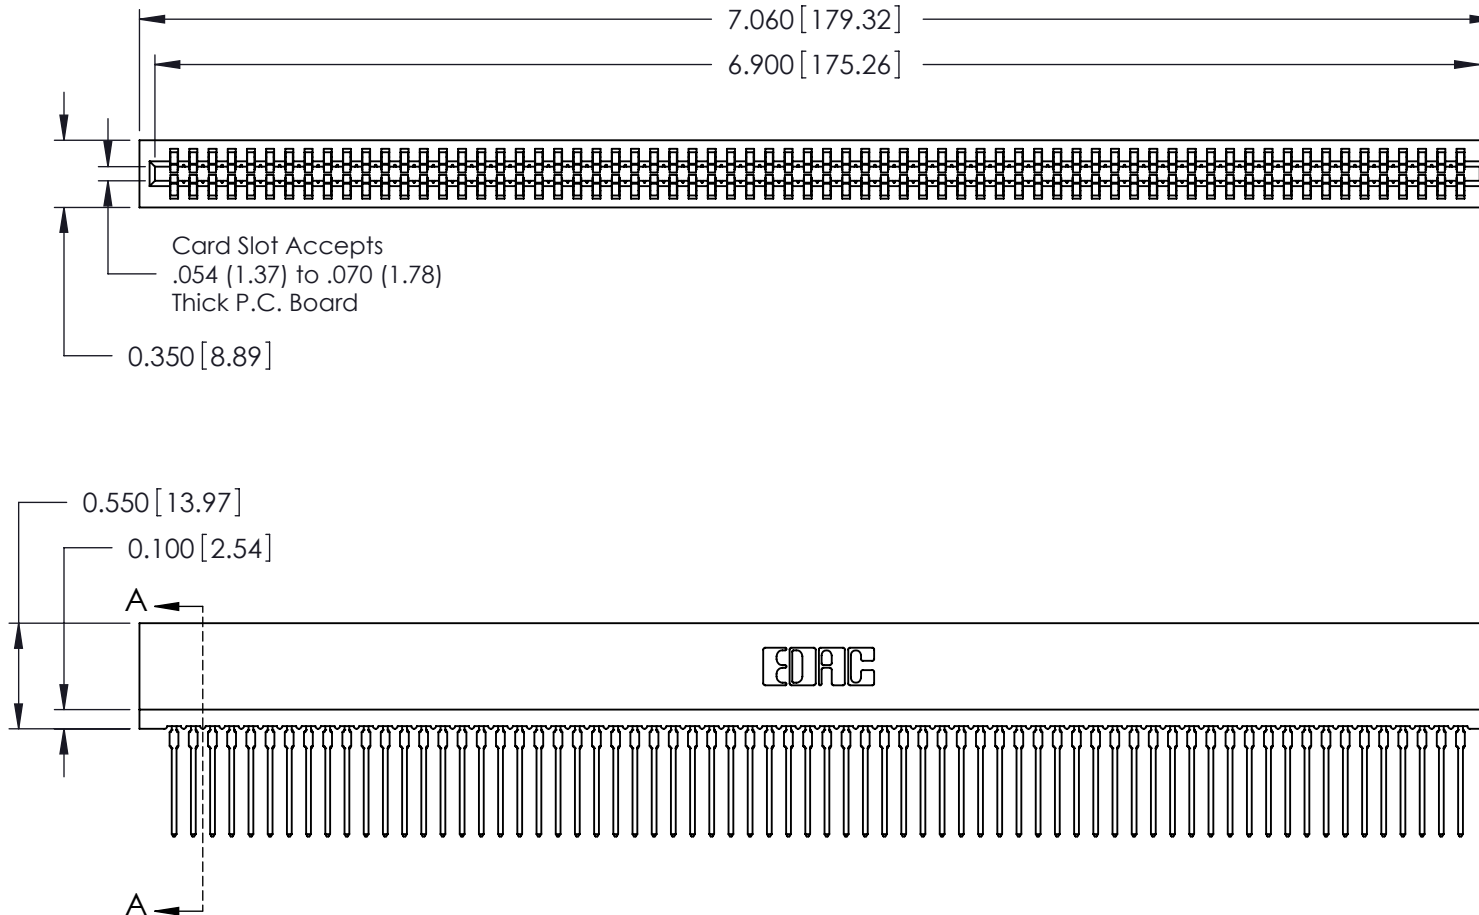 7.060 [179.32]
6.900 [175.26]
Card Slot Accepts
.054 (1.37) to .070 (1.78)
Thick P.C. Board
0.350 [8.89]
0.550 [13.97]
0.100 [2.54]
A
EDAC
A